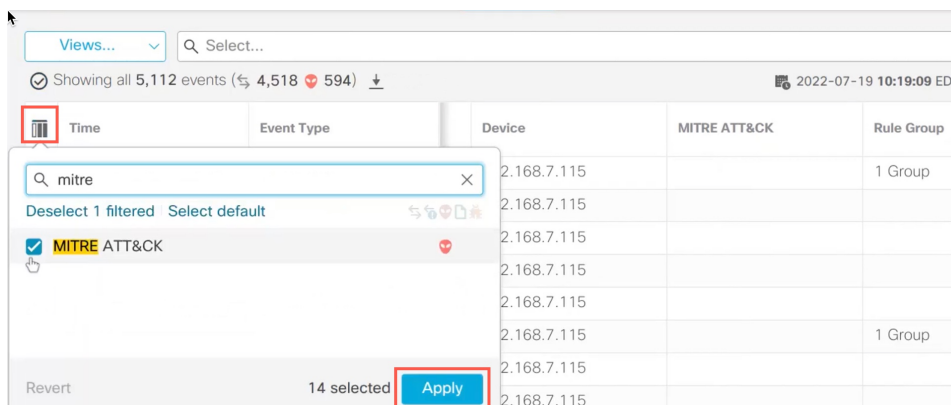 Views...
Select...
Showing all 5,112 events (4,518 594)
2022-07-19 10:19:09 ED
Time Event Type Device MITRE ATT&CK Rule Group
mitre
2.168.7.115 1 Group
Deselect 1 filtered Select default
2.168.7.115
2.168.7.115
MITRE ATT&CK
2.168.7.115
2.168.7.115
2.168.7.115 1 Group
2.168.7.115
Revert 14 selected Apply
2.168.7.115